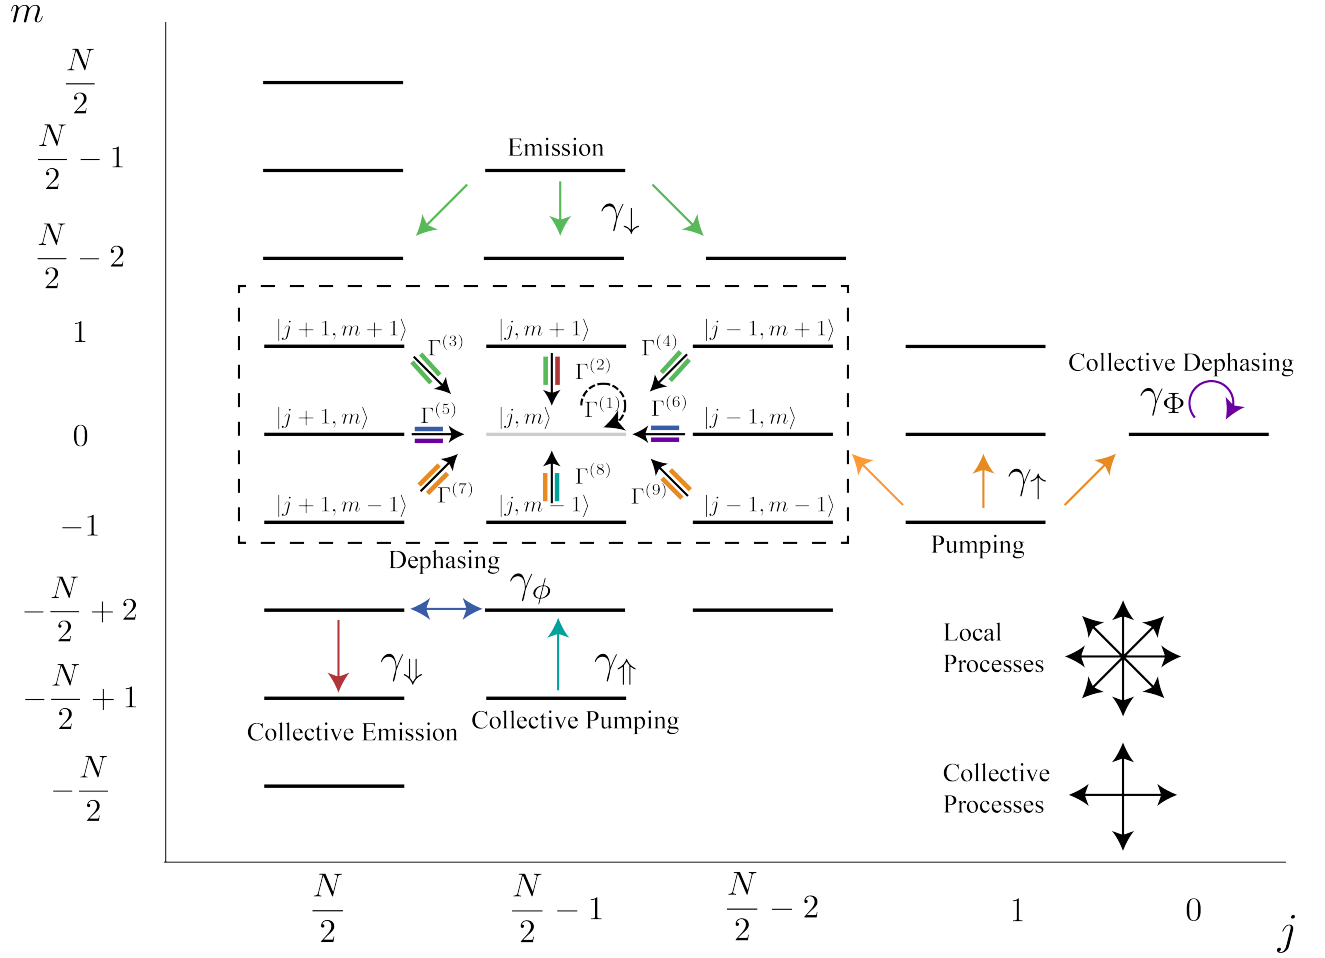 m
N/2
N/2 − 1
Emission
γ↓
N/2 − 2
1
|j + 1, m + 1⟩
|j, m + 1⟩
|j − 1, m + 1⟩
Γ(3)
Γ(2)
Γ(4)
Collective Dephasing
γΦ
0
|j + 1, m⟩
Γ(5)
|j, m⟩
Γ(1)
Γ(6)
|j − 1, m⟩
Γ(7)
Γ(8)
Γ(9)
γ↑
−1
|j + 1, m − 1⟩
|j, m − 1⟩
|j − 1, m − 1⟩
Pumping
Dephasing
γϕ
−N/2 + 2
Local
Processes
γ⇓
γ⇑
−N/2 + 1
Collective Emission
Collective Pumping
−N/2
Collective
Processes
N/2
N/2 − 1
N/2 − 2
1
0
j